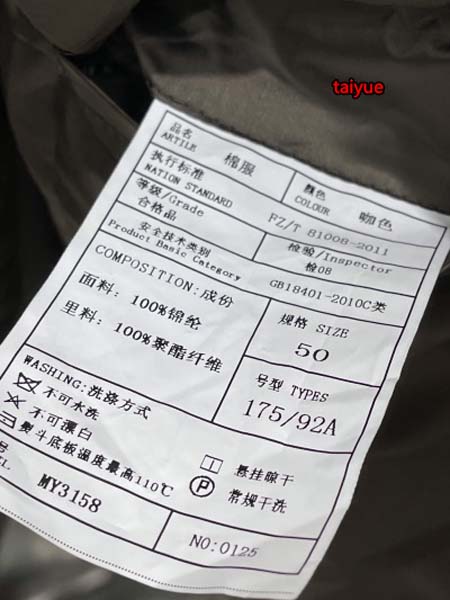 taiyue
品名
ARTILE
棉服
颜色
COLOUR
咖色
执行标准
NATION STANDARD
FZ/T 81008-2011
等级/Grade
合格品
检验/Inspector
检08
安全技术类别
Product Basic Category
GB18401-2010C类
COMPOSITION:成份
面料: 100%锦纶
里料: 100%聚酯纤维
规格 SIZE
50
号型 TYPES
175/92A
WASHING:洗涤方式
不可水洗
不可漂白
熨斗底板温度最高110℃
悬挂晾干
P 常规干洗
号
EL
MY3158
NO:0125